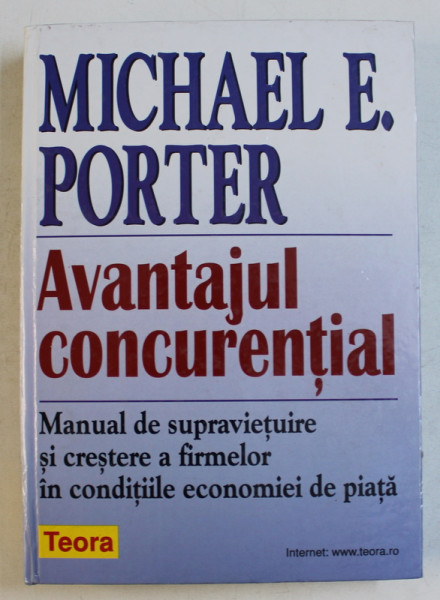 MICHAEL E.
PORTER
Avantajul
concurențial
Manual de supraviețuire
și creștere a firmelor
în condițiile economiei de piață
Teora
Internet: www.teora.ro